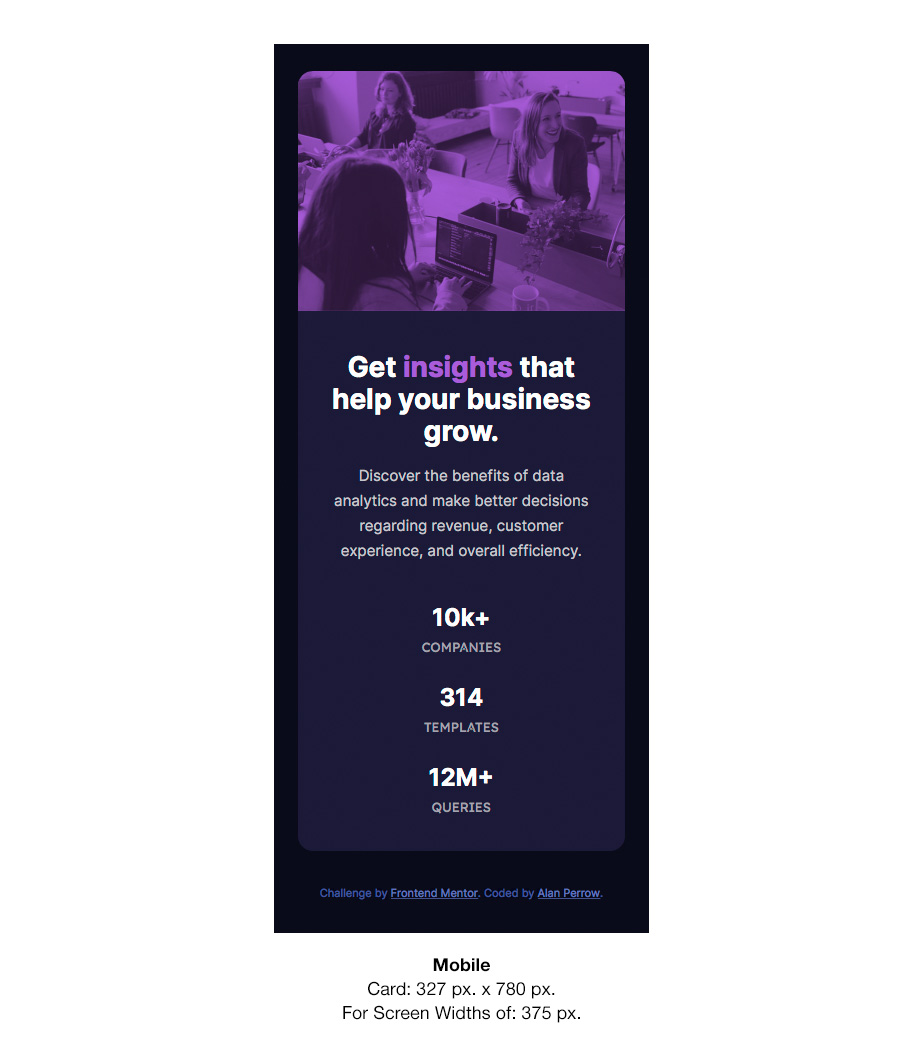 Get insights that
help your business
grow.
Discover the benefits of data
analytics and make better decisions
regarding revenue, customer
experience, and overall efficiency.
10k+
COMPANIES
314
TEMPLATES
12M+
QUERIES
Challenge by Frontend Mentor. Coded by Alan Perrow.
Mobile
Card: 327 px. x 780 px.
For Screen Widths of: 375 px.